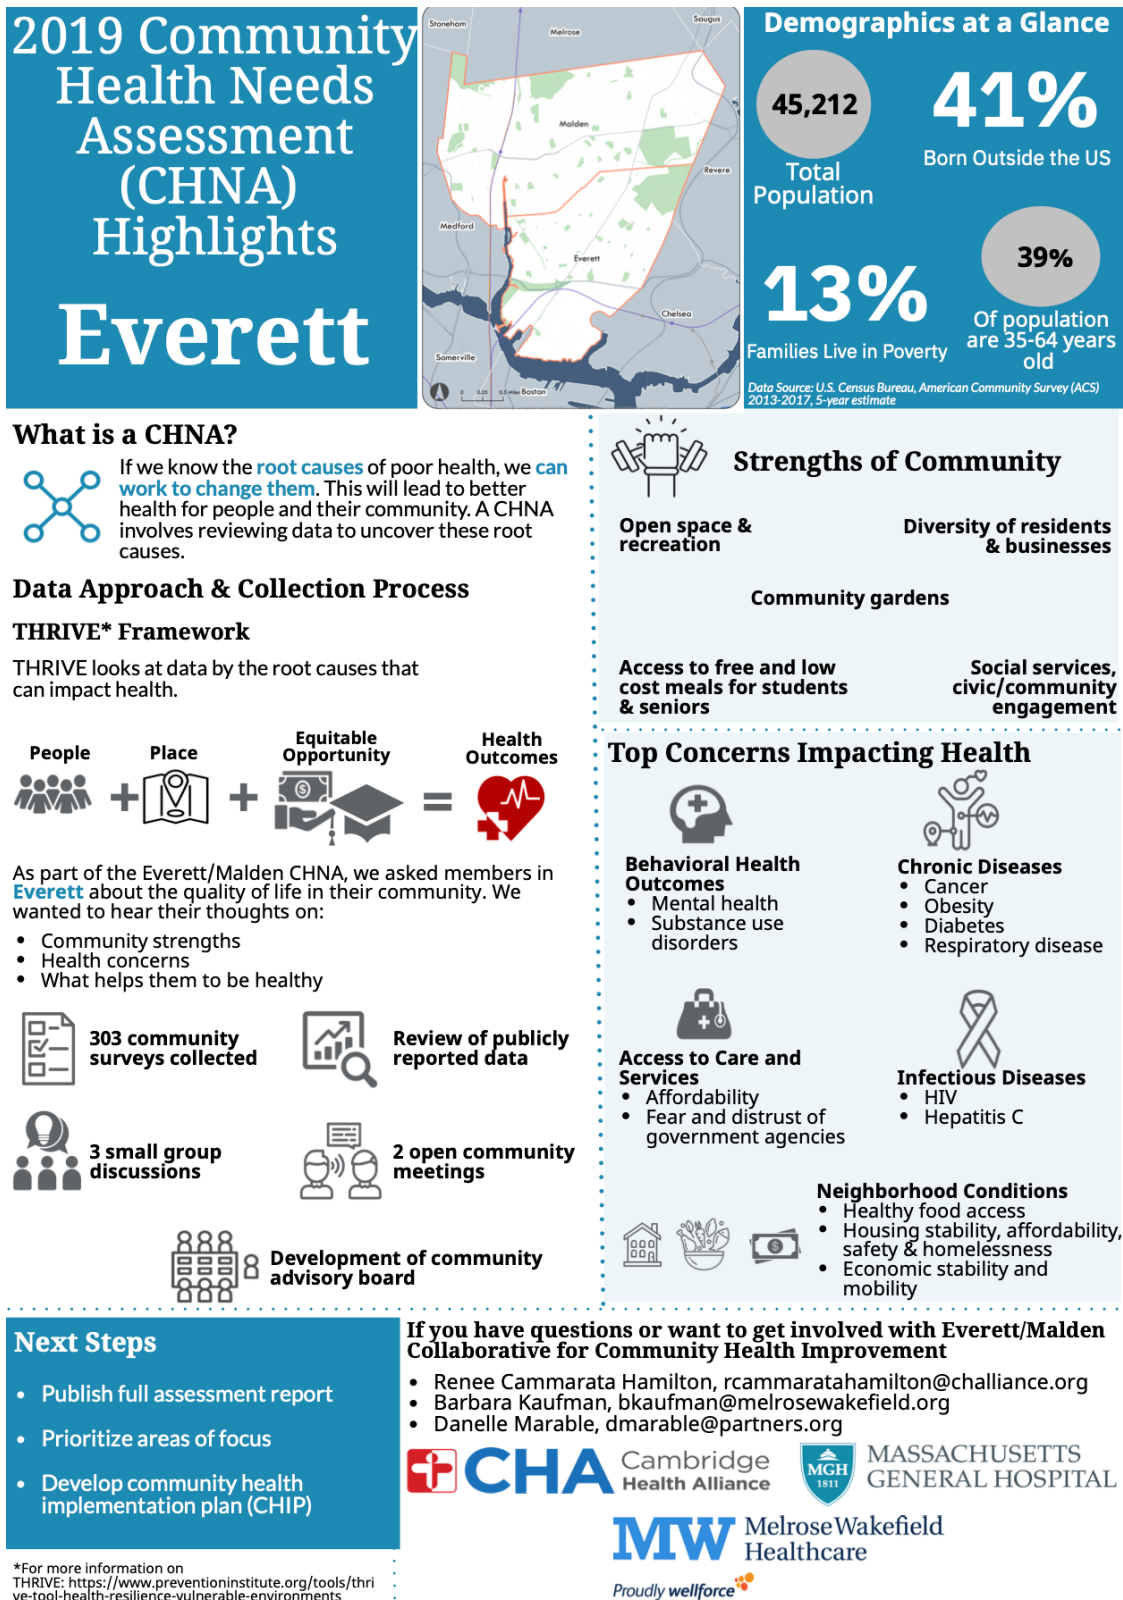 2019 Community
Health Needs
Assessment
(CHNA)
Highlights
Everett
Stoneham
Saugus
Melrose
Malden
Revere
Medford
Everett
Chelsea
Somerville
Boston
0 0.25 0.5 Miles
Demographics at a Glance
45,212
Total
Population
41%
Born Outside the US
13%
Families Live in Poverty
39%
Of population
are 35-64 years
old
Data Source: U.S. Census Bureau, American Community Survey (ACS)
2013-2017, 5-year estimate
What is a CHNA?
If we know the root causes of poor health, we can
work to change them. This will lead to better
health for people and their community. A CHNA
involves reviewing data to uncover these root
causes.
Data Approach & Collection Process
THRIVE* Framework
THRIVE looks at data by the root causes that
can impact health.
People
+
Place
+
Equitable
Opportunity
=
Health
Outcomes
As part of the Everett/Malden CHNA, we asked members in
Everett about the quality of life in their community. We
wanted to hear their thoughts on:
• Community strengths
• Health concerns
• What helps them to be healthy
303 community
surveys collected
Review of publicly
reported data
3 small group
discussions
2 open community
meetings
Development of community
advisory board
Strengths of Community
Open space &
recreation
Diversity of residents
& businesses
Community gardens
Access to free and low
cost meals for students
& seniors
Social services,
civic/community
engagement
Top Concerns Impacting Health
Behavioral Health
Outcomes
• Mental health
• Substance use
disorders
Chronic Diseases
• Cancer
• Obesity
• Diabetes
• Respiratory disease
Access to Care and
Services
• Affordability
• Fear and distrust of
government agencies
Infectious Diseases
• HIV
• Hepatitis C
Neighborhood Conditions
• Healthy food access
• Housing stability, affordability,
safety & homelessness
• Economic stability and
mobility
Next Steps
• Publish full assessment report
• Prioritize areas of focus
• Develop community health
implementation plan (CHIP)
*For more information on
THRIVE: https://www.preventioninstitute.org/tools/thri
ve-tool-health-resilience-vulnerable-environments
If you have questions or want to get involved with Everett/Malden
Collaborative for Community Health Improvement
• Renee Cammarata Hamilton, rcammaratahamilton@challiance.org
• Barbara Kaufman, bkaufman@melrosewakefield.org
• Danelle Marable, dmarable@partners.org
CHA Cambridge
Health Alliance
MGH
1811
MASSACHUSETTS
GENERAL HOSPITAL
MW MelroseWakefield
Healthcare
Proudly wellforce